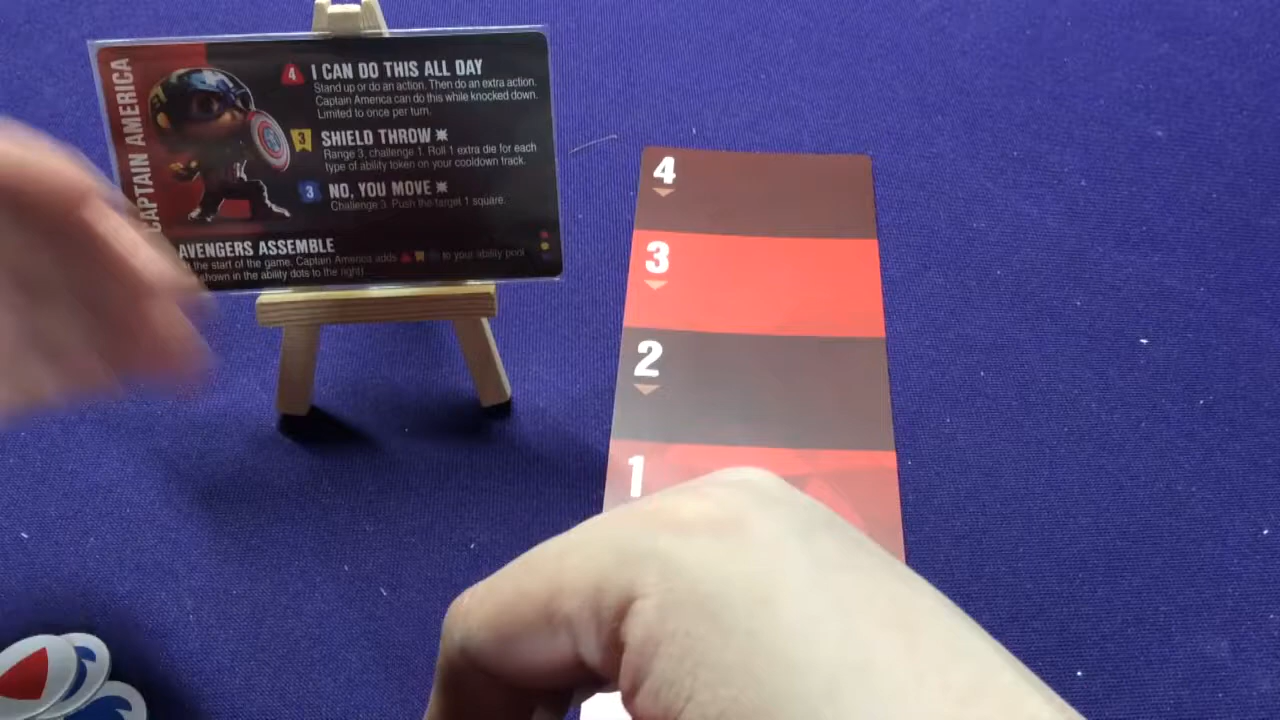 CAPTAIN AMERICA
4 I CAN DO THIS ALL DAY
Stand up or do an action. Then do an extra action.
Captain America can do this while knocked down.
Limited to once per turn.
3 SHIELD THROW
Range 3, challenge 1. Roll 1 extra die for each
type of ability token on your cooldown track.
3 NO, YOU MOVE
Challenge 3. Push the target 1 square.
AVENGERS ASSEMBLE
the start of the game, Captain America adds to your ability pool
shown in the ability dots to the right)
4
3
2
1